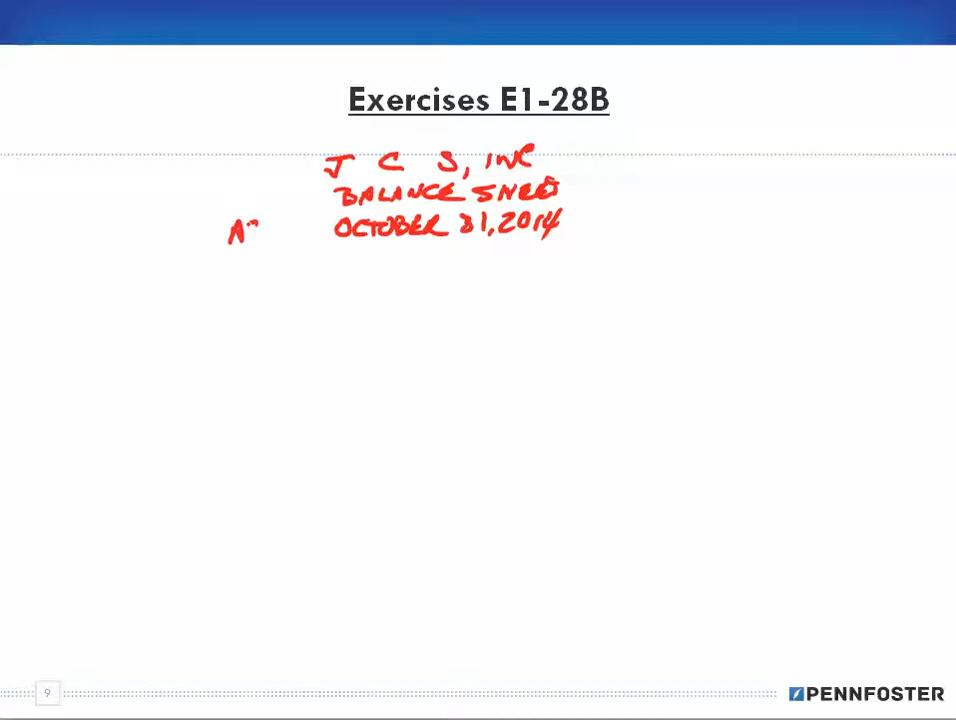 Exercises E1-28B
J C S, INC
BALANCE SHEET
OCTOBER 31, 2014
9
PENNFOSTER